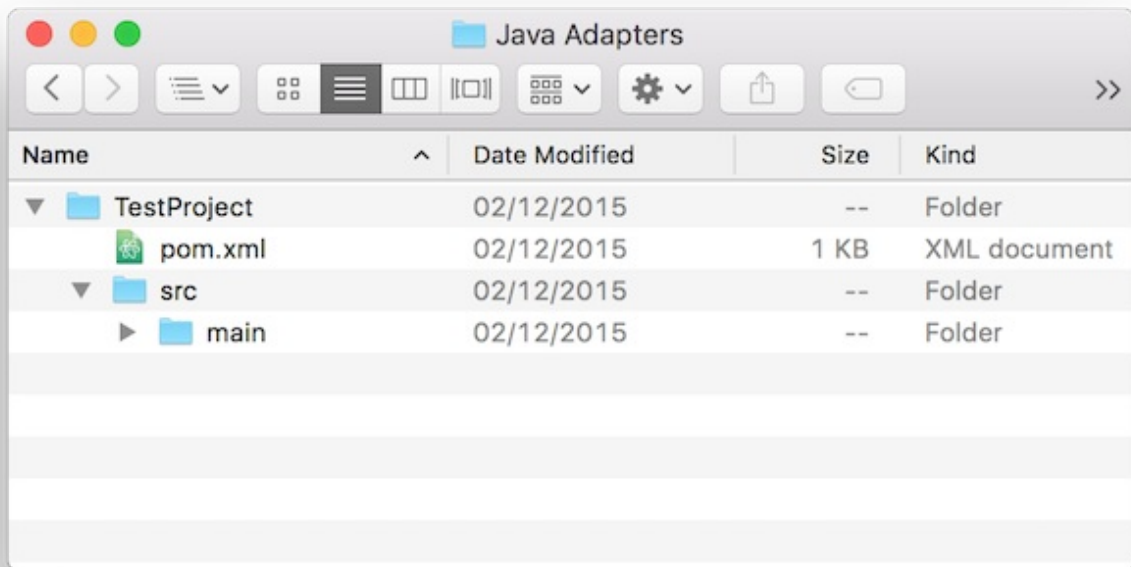 Java Adapters
Name Date Modified Size Kind
TestProject 02/12/2015 -- Folder
pom.xml 02/12/2015 1 KB XML document
src 02/12/2015 -- Folder
main 02/12/2015 -- Folder